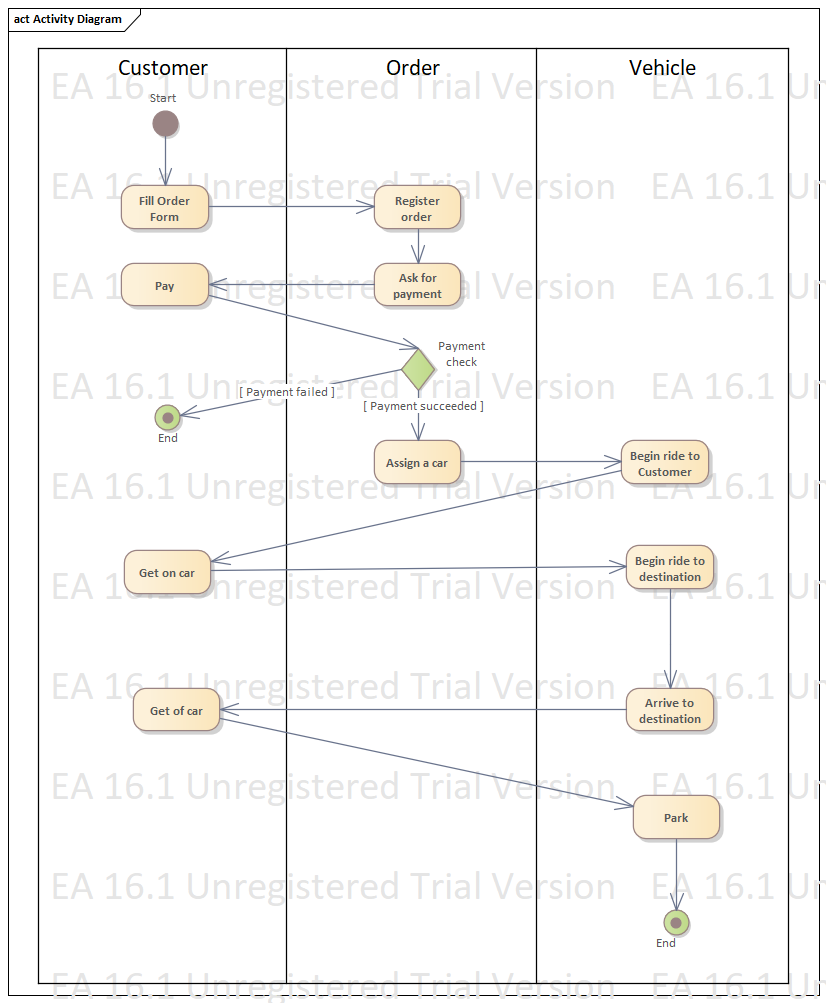 act Activity Diagram
Customer
Order
Vehicle
EA 16.1 Unregistered Trial Version EA 16.1 Ur
Start
EA 16.1 Unregistered Trial Version EA 16.1 Ur
Fill Order
Form
Register
order
EA 16.1 Unregistered Trial Version EA 16.1 Ur
Pay
Ask for
payment
Payment
check
EA 16.1 Unregistered Trial Version EA 16.1 Ur
[ Payment failed ]
[ Payment succeeded ]
End
Assign a car
Begin ride to
Customer
EA 16.1 Unregistered Trial Version EA 16.1 Ur
Get on car
Begin ride to
destination
EA 16.1 Unregistered Trial Version EA 16.1 Ur
EA 16.1 Unregistered Trial Version EA 16.1 Ur
Get of car
Arrive to
destination
EA 16.1 Unregistered Trial Version EA 16.1 Ur
Park
EA 16.1 Unregistered Trial Version EA 16.1 Ur
End
EA 16.1 Unregistered Trial Version EA 16.1 Ur